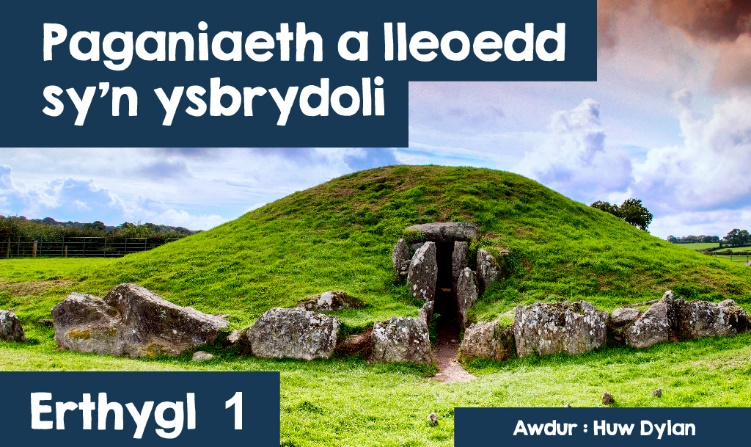 Paganiaeth a lleoedd
sy'n ysbrydoli
Erthygl 1
Awdur : Huw Dylan